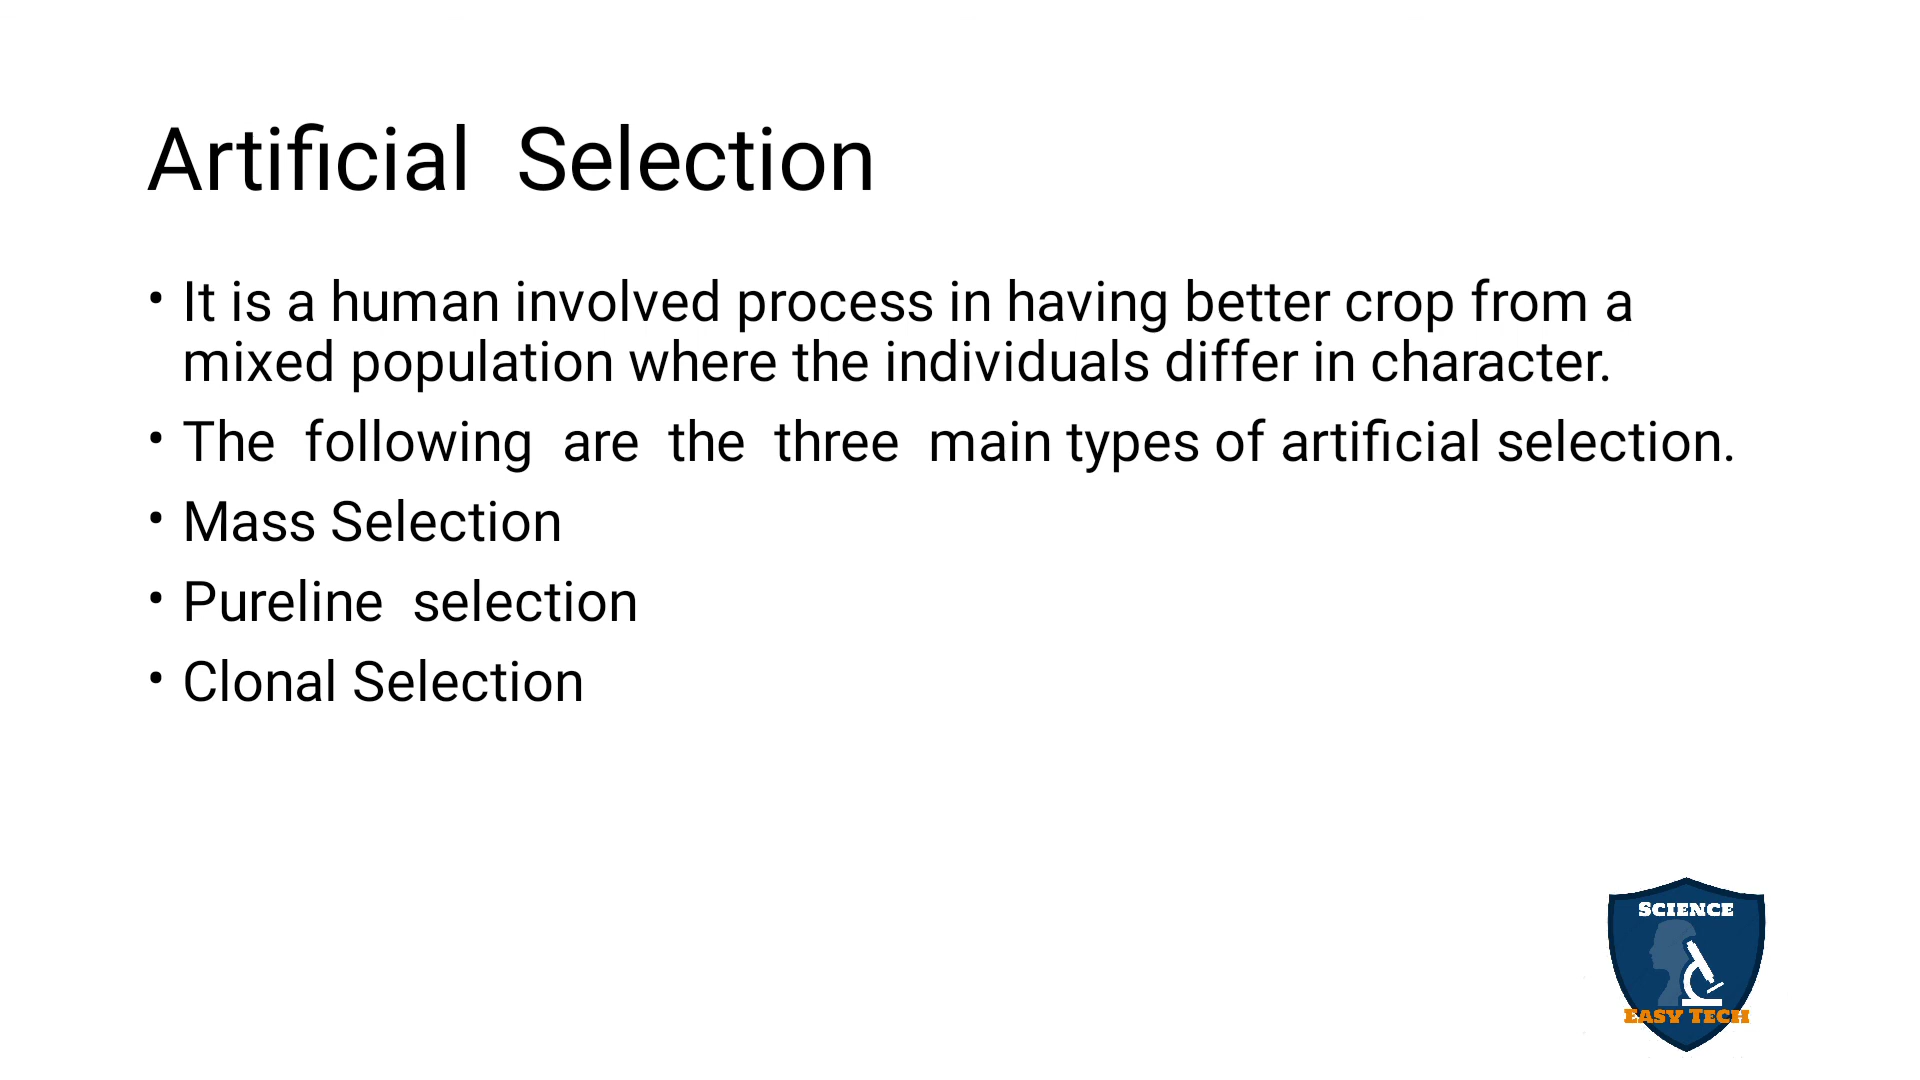 Artificial  Selection
• It is a human involved process in having better crop from a
mixed population where the individuals differ in character.
• The  following  are  the  three  main types of artificial selection.
• Mass Selection
• Pureline  selection
• Clonal Selection
SCIENCE
EASY TECH